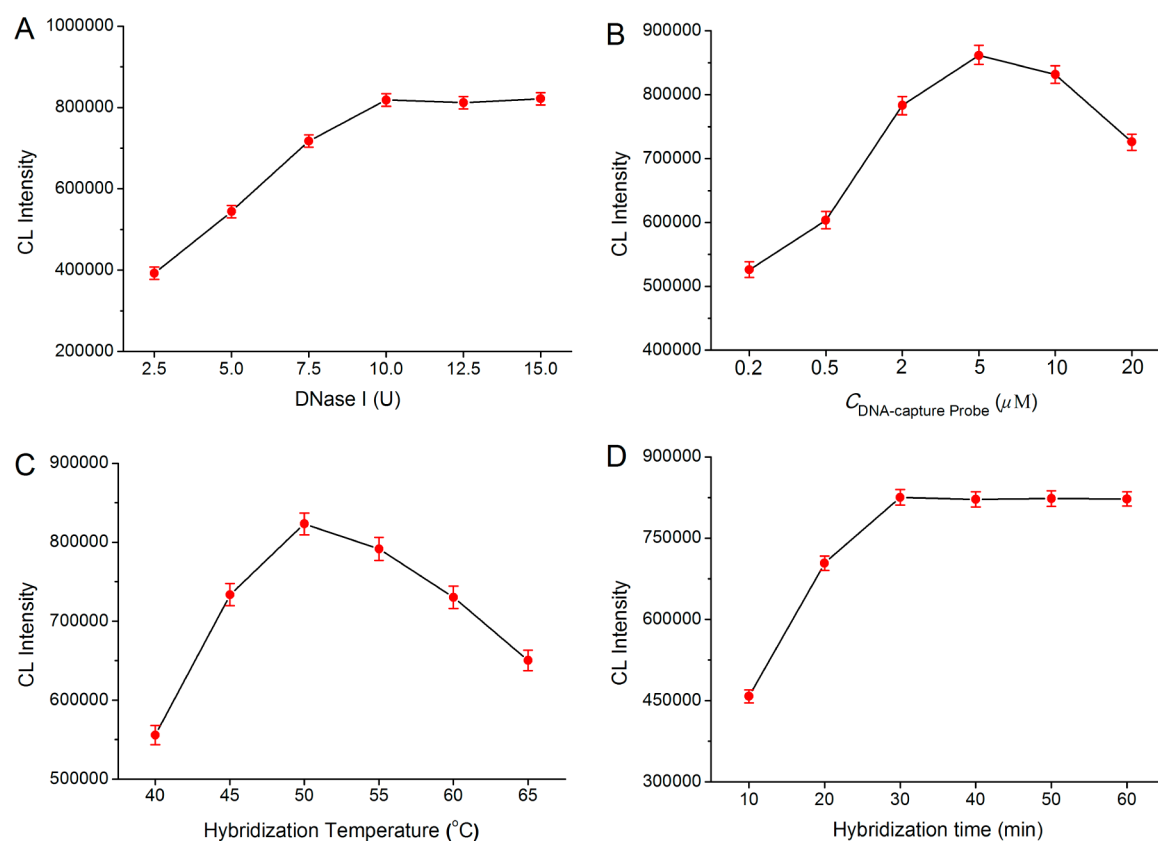 A
1000000
800000
600000
400000
200000
CL Intensity
2.5 5.0 7.5 10.0 12.5 15.0
DNase I (U)
B
900000
800000
700000
600000
500000
400000
CL Intensity
0.2 0.5 2 5 10 20
C DNA-capture Probe (μM)
C
900000
800000
700000
600000
500000
CL Intensity
40 45 50 55 60 65
Hybridization Temperature (°C)
D
900000
750000
600000
450000
300000
CL Intensity
10 20 30 40 50 60
Hybridization time (min)